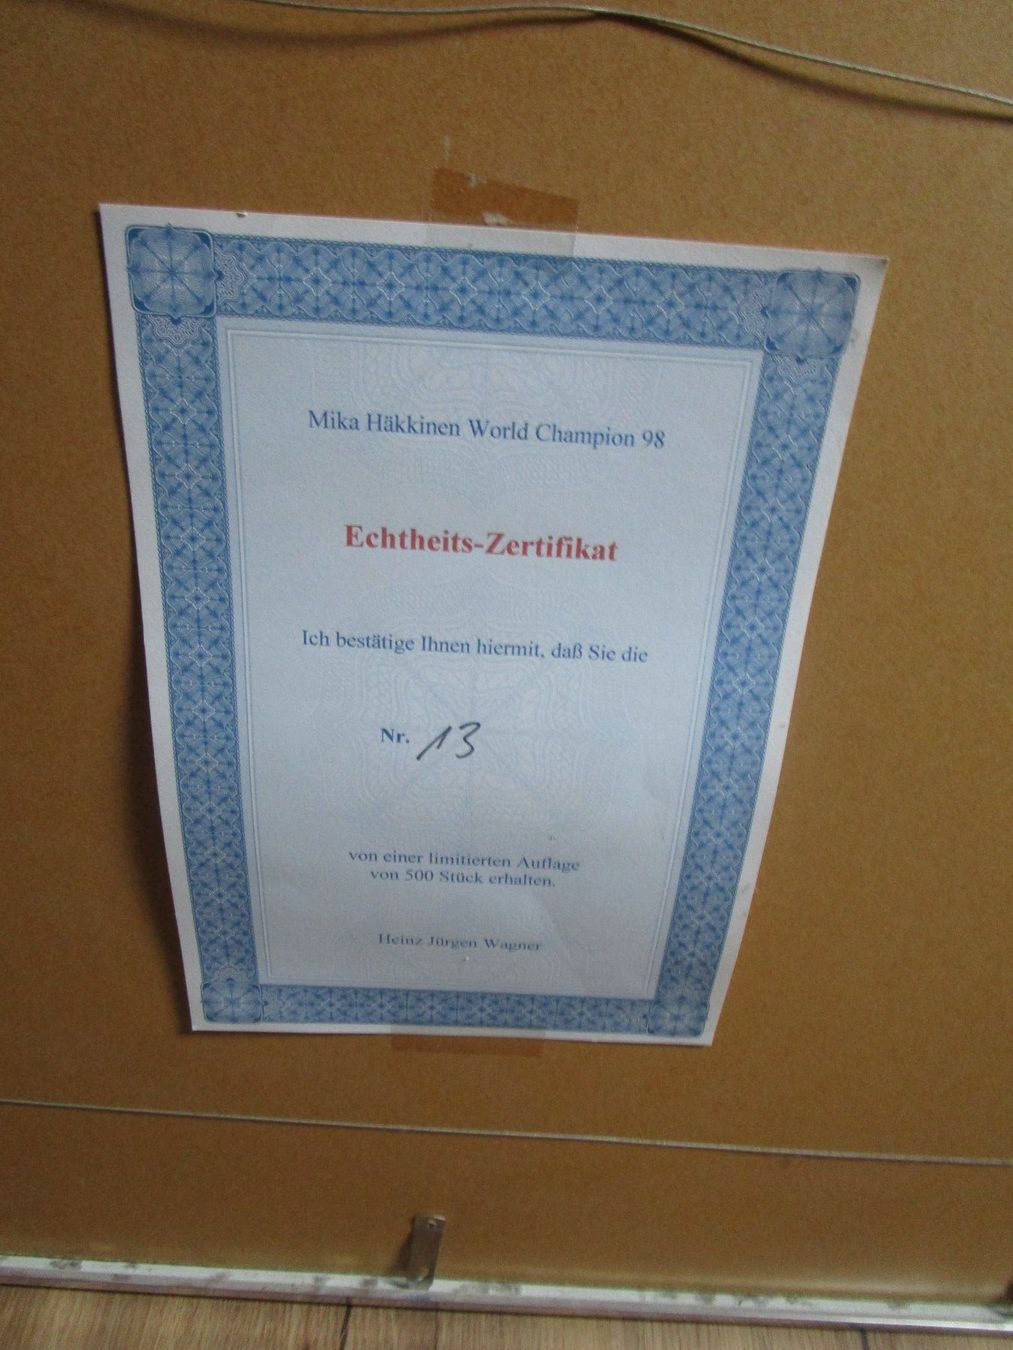 Mika Häkkinen World Champion 98
Echtheits-Zertifikat
Ich bestätige Ihnen hiermit, daß Sie die
Nr. 13
von einer limitierten Auflage
von 500 Stück erhalten.
Heinz Jürgen Wagner